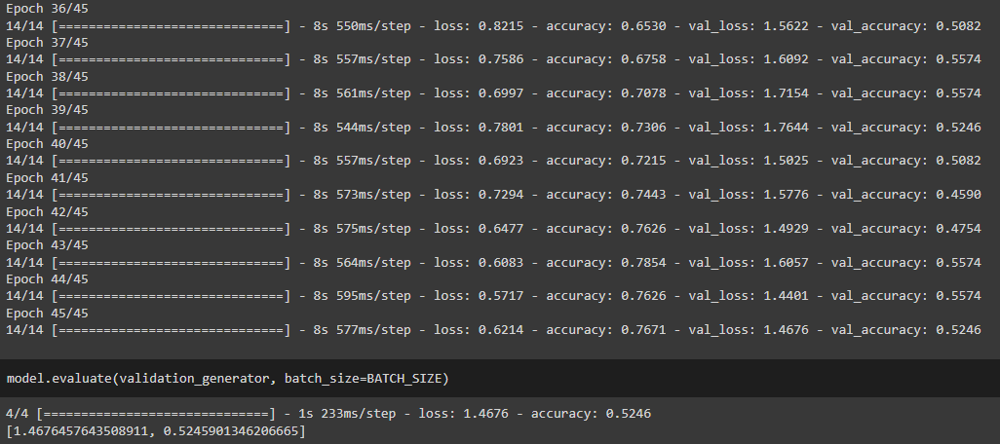 Epoch 36/45
14/14 [==============================] - 8s 550ms/step - loss: 0.8215 - accuracy: 0.6530 - val_loss: 1.5622 - val_accuracy: 0.5082
Epoch 37/45
14/14 [==============================] - 8s 557ms/step - loss: 0.7586 - accuracy: 0.6758 - val_loss: 1.6092 - val_accuracy: 0.5574
Epoch 38/45
14/14 [==============================] - 8s 561ms/step - loss: 0.6997 - accuracy: 0.7078 - val_loss: 1.7154 - val_accuracy: 0.5574
Epoch 39/45
14/14 [==============================] - 8s 544ms/step - loss: 0.7801 - accuracy: 0.7306 - val_loss: 1.7644 - val_accuracy: 0.5246
Epoch 40/45
14/14 [==============================] - 8s 557ms/step - loss: 0.6923 - accuracy: 0.7215 - val_loss: 1.5025 - val_accuracy: 0.5082
Epoch 41/45
14/14 [==============================] - 8s 573ms/step - loss: 0.7294 - accuracy: 0.7443 - val_loss: 1.5776 - val_accuracy: 0.4590
Epoch 42/45
14/14 [==============================] - 8s 575ms/step - loss: 0.6477 - accuracy: 0.7626 - val_loss: 1.4929 - val_accuracy: 0.4754
Epoch 43/45
14/14 [==============================] - 8s 564ms/step - loss: 0.6083 - accuracy: 0.7854 - val_loss: 1.6057 - val_accuracy: 0.5574
Epoch 44/45
14/14 [==============================] - 8s 595ms/step - loss: 0.5717 - accuracy: 0.7626 - val_loss: 1.4401 - val_accuracy: 0.5574
Epoch 45/45
14/14 [==============================] - 8s 577ms/step - loss: 0.6214 - accuracy: 0.7671 - val_loss: 1.4676 - val_accuracy: 0.5246
model.evaluate(validation_generator, batch_size=BATCH_SIZE)
4/4 [==============================] - 1s 233ms/step - loss: 1.4676 - accuracy: 0.5246
[1.4676457643508911, 0.5245901346206665]